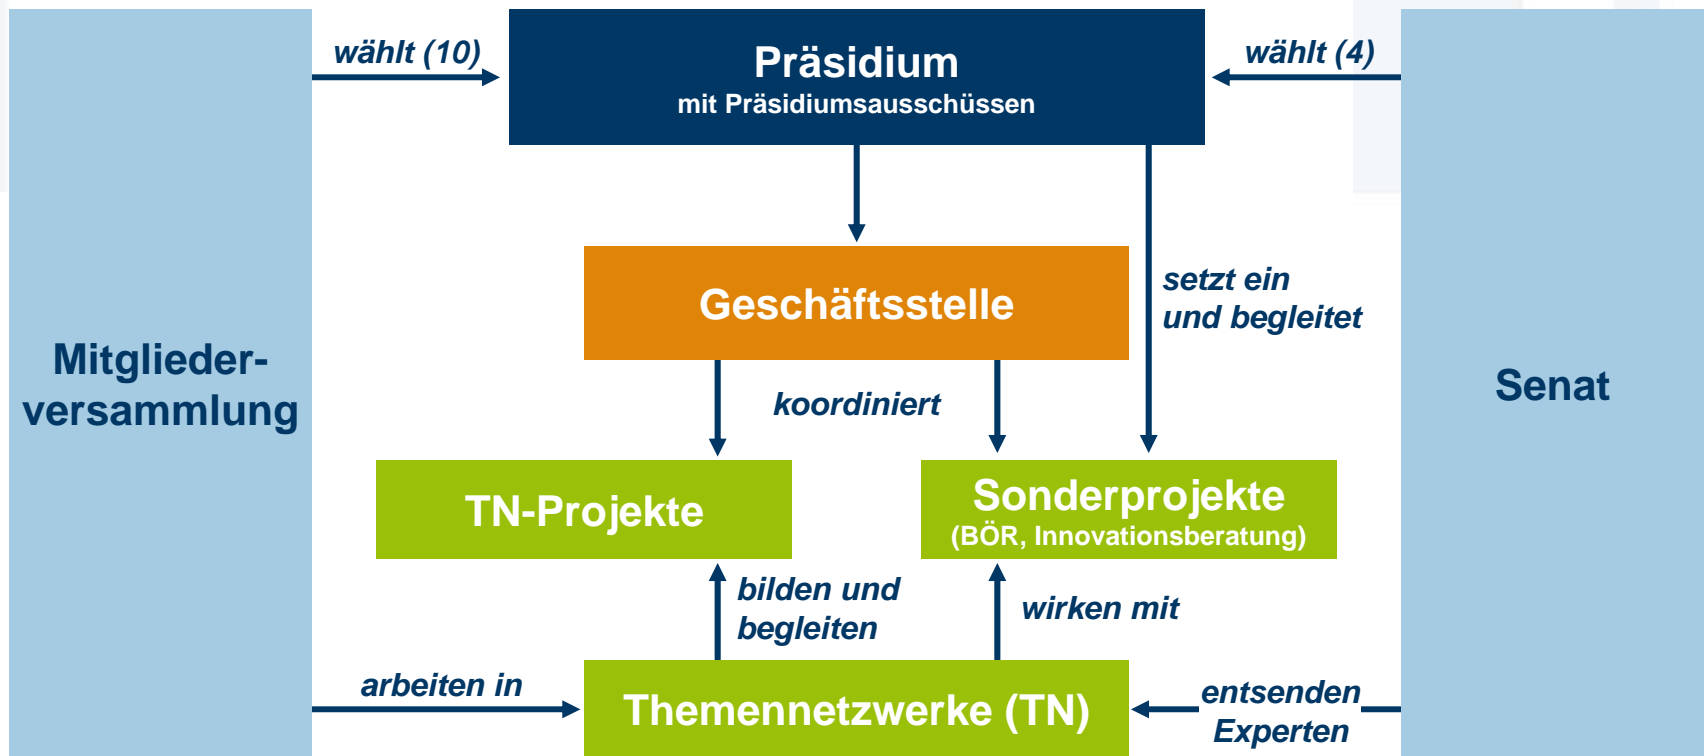 wählt (10)
Präsidium
mit Präsidiumsausschüssen
wählt (4)
Geschäftsstelle
setzt ein
und begleitet
Mitglieder-
versammlung
koordiniert
Senat
TN-Projekte
Sonderprojekte
(BÖR, Innovationsberatung)
bilden und
begleiten
wirken mit
arbeiten in
Themennetzwerke (TN)
entsenden
Experten